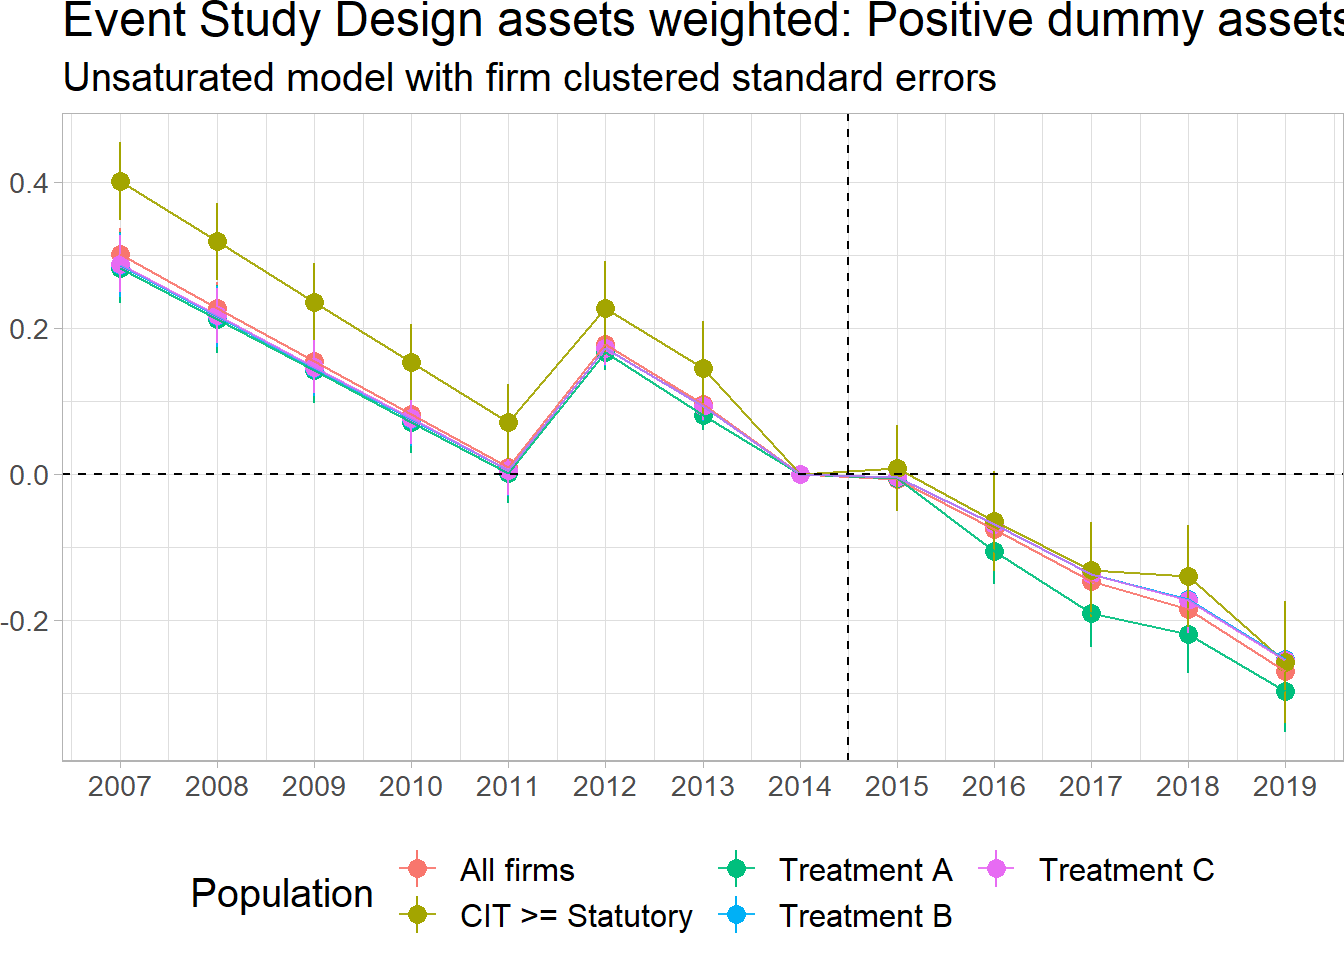 Event Study Design assets weighted: Positive dummy assets
Unsaturated model with firm clustered standard errors
0.4
0.2
0.0
-0.2
2007 2008 2009 2010 2011 2012 2013 2014 2015 2016 2017 2018 2019
Population
All firms Treatment A Treatment C
CIT >= Statutory Treatment B